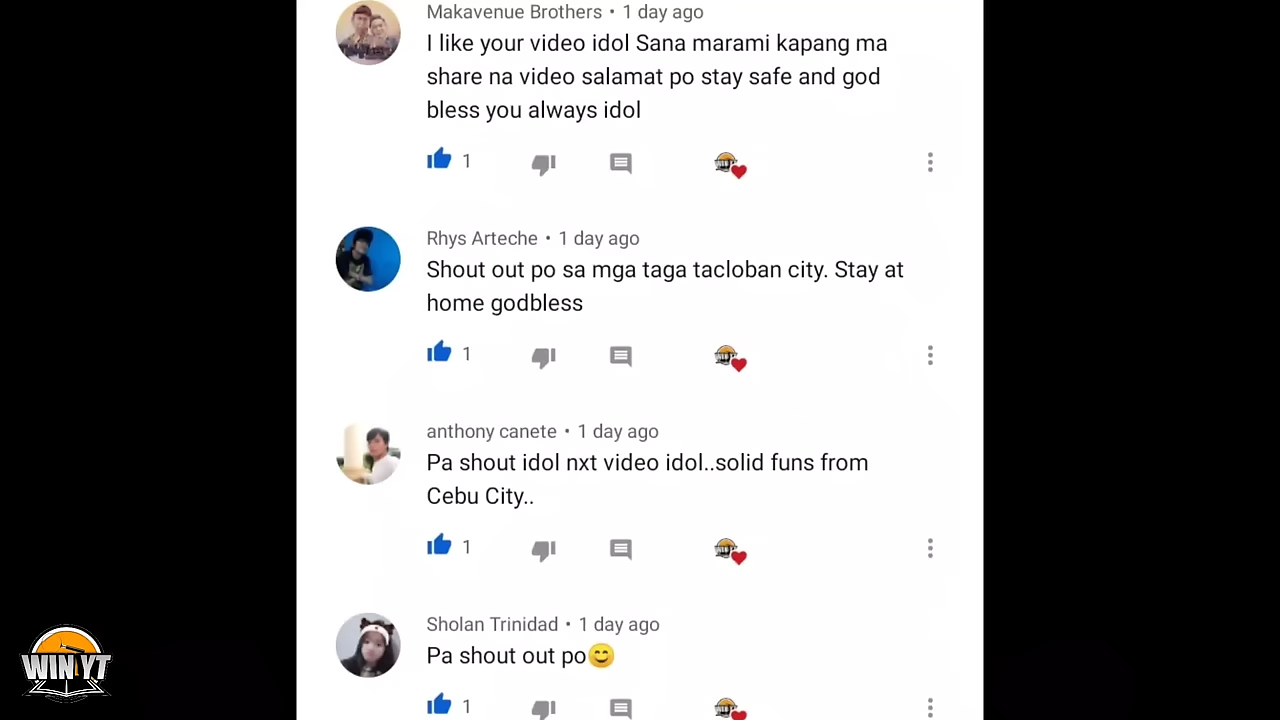 Makavenue Brothers • 1 day ago
I like your video idol Sana marami kapang ma
share na video salamat po stay safe and god
bless you always idol
1
Rhys Arteche • 1 day ago
Shout out po sa mga taga tacloban city. Stay at
home godbless
1
anthony canete • 1 day ago
Pa shout idol nxt video idol..solid funs from
Cebu City..
1
Sholan Trinidad • 1 day ago
Pa shout out po😊
1
WIN YT